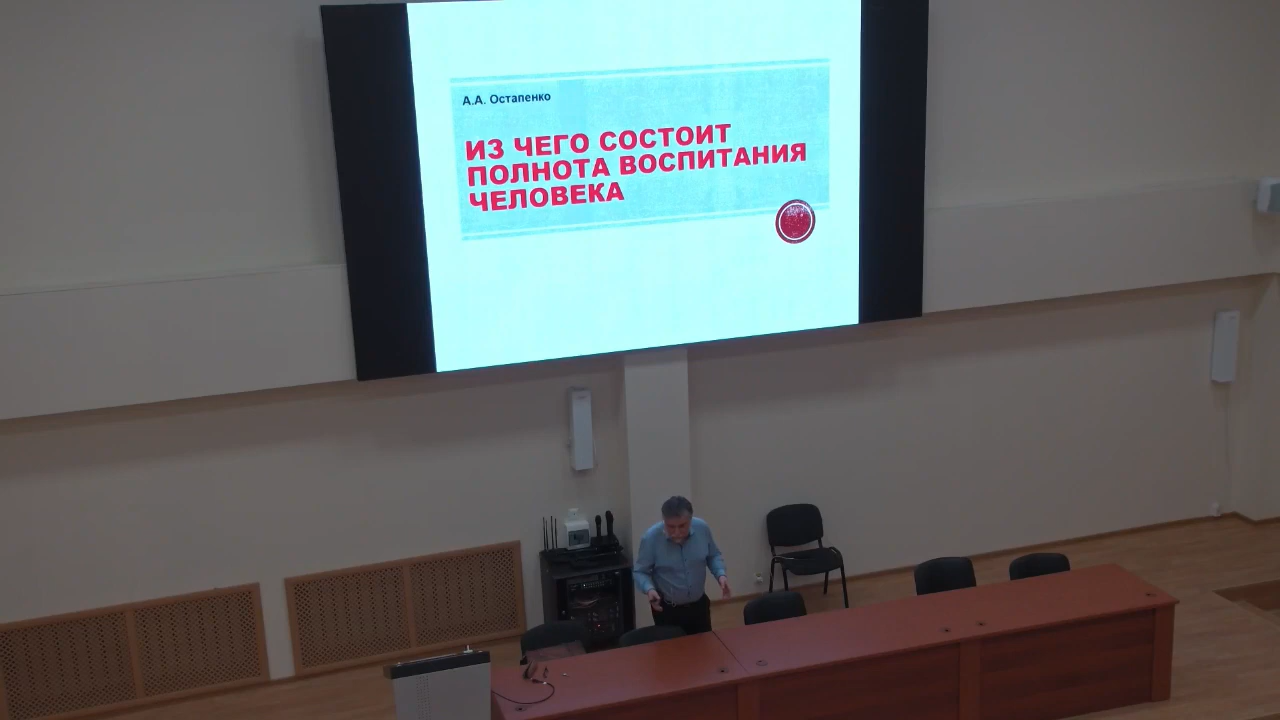 А.А. Остапенко
ИЗ ЧЕГО СОСТОИТ
ПОЛНОТА ВОСПИТАНИЯ
ЧЕЛОВЕКА